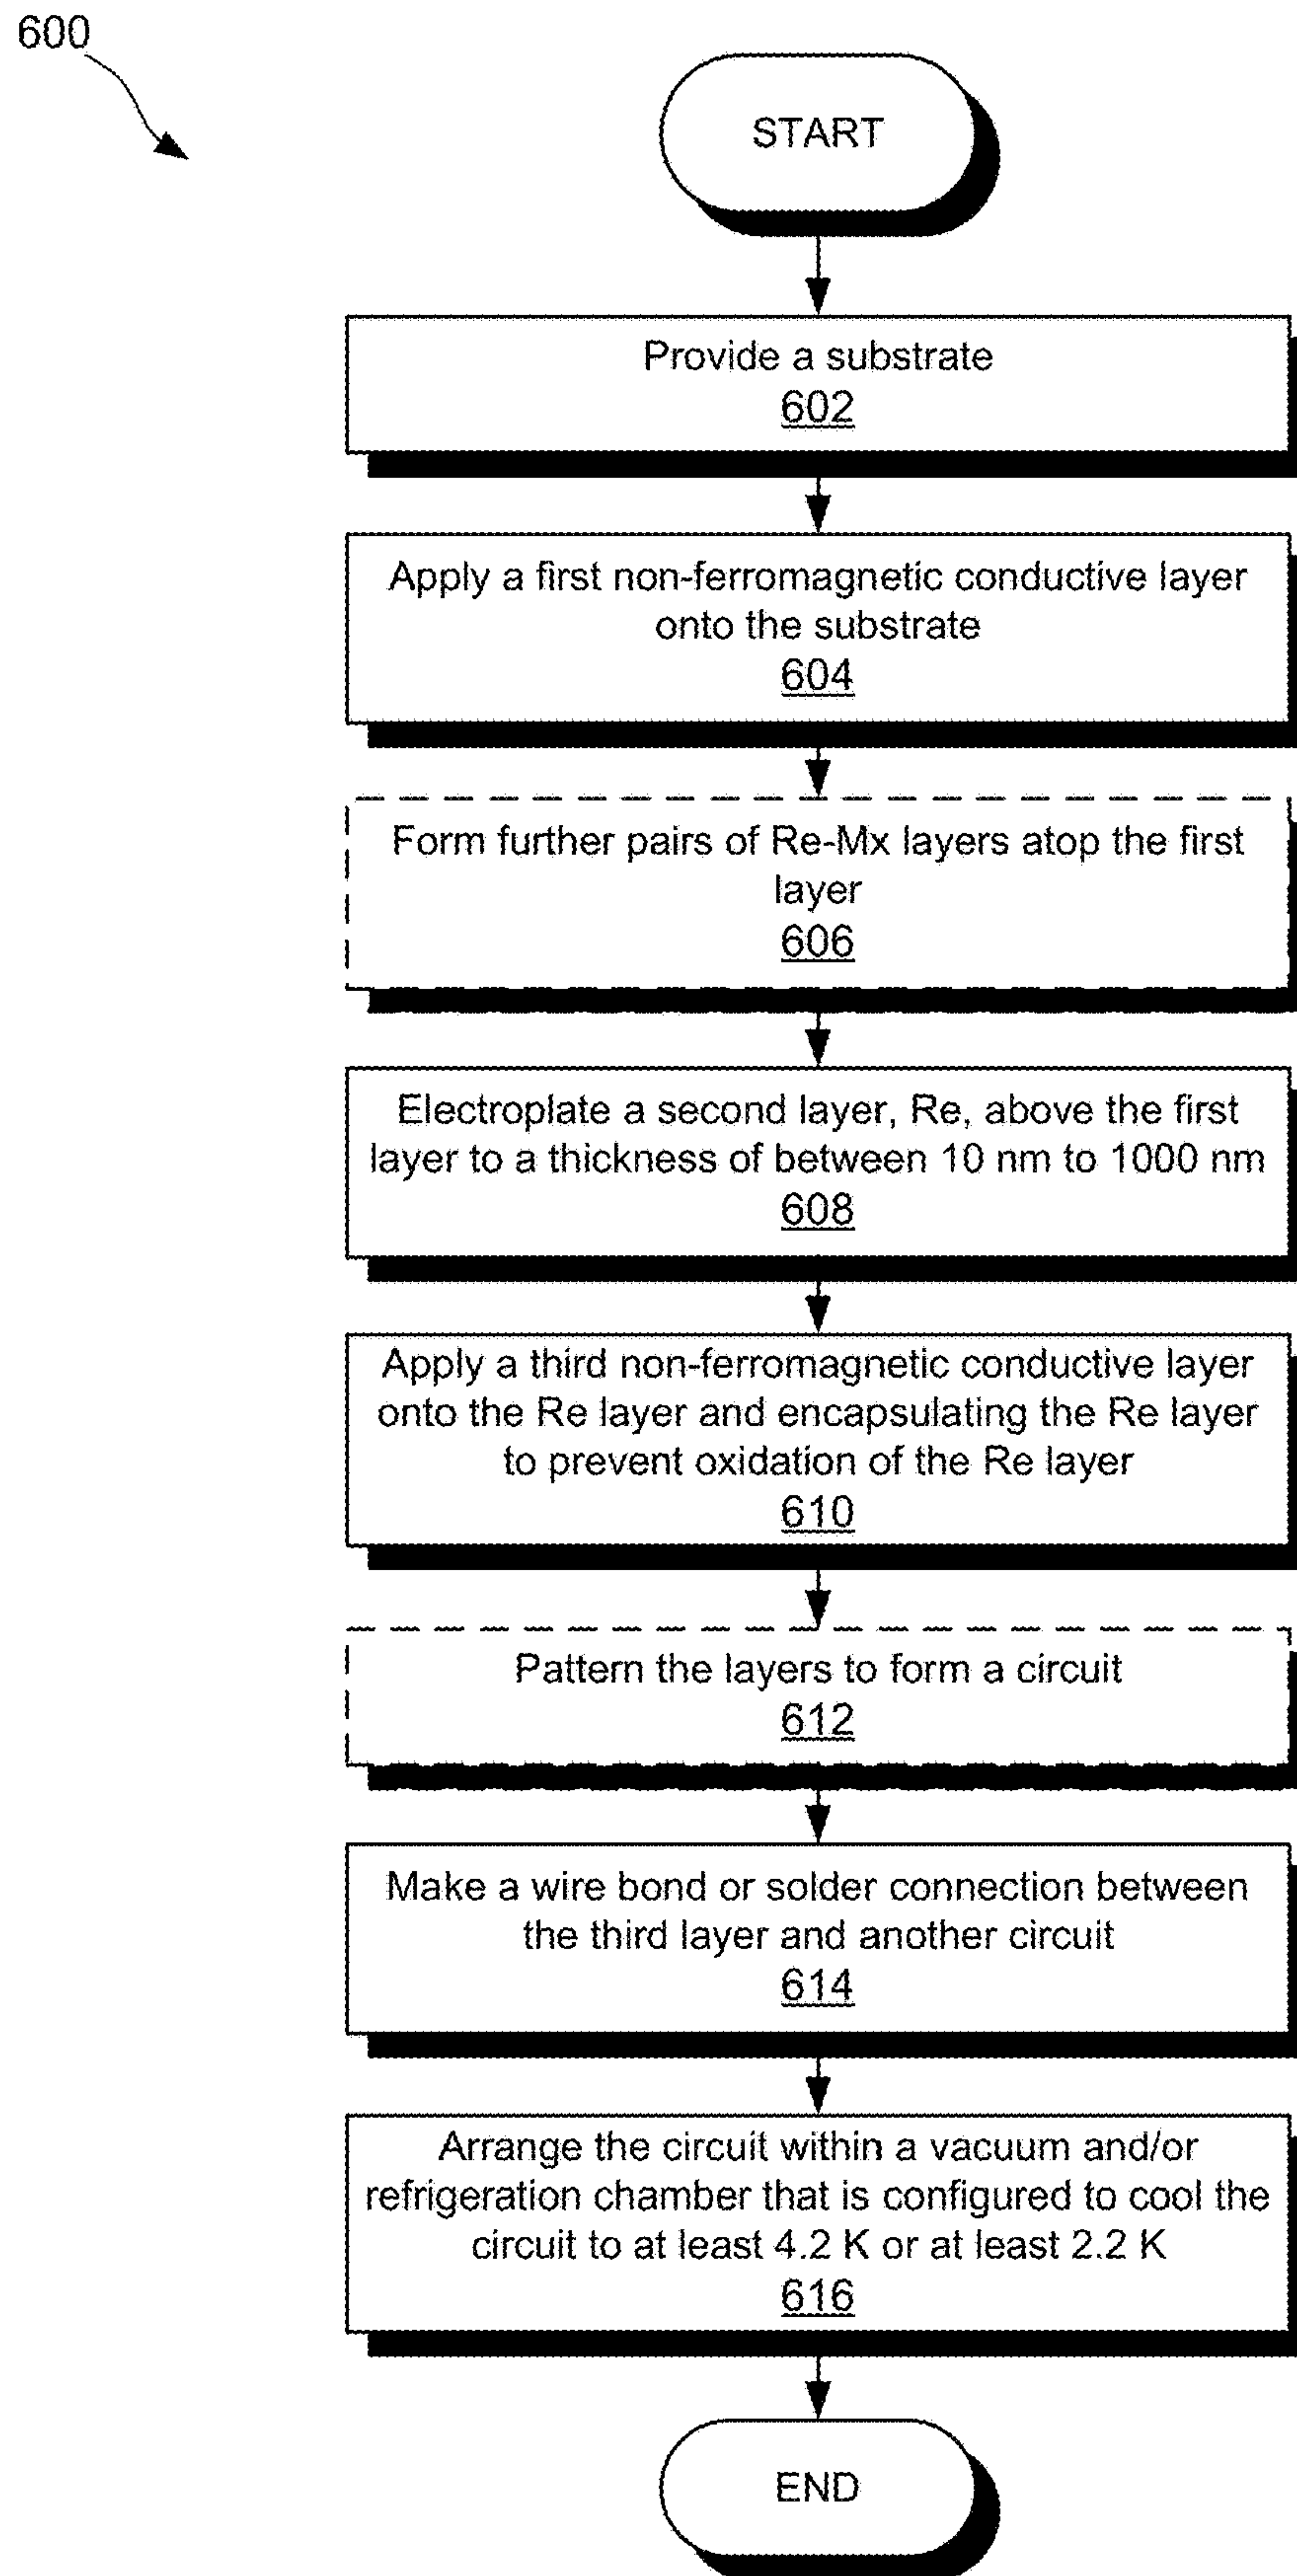 600
START
Provide a substrate
602
Apply a first non-ferromagnetic conductive layer
onto the substrate
604
Form further pairs of Re-Mx layers atop the first
layer
606
Electroplate a second layer, Re, above the first
layer to a thickness of between 10 nm to 1000 nm
608
Apply a third non-ferromagnetic conductive layer
onto the Re layer and encapsulating the Re layer
to prevent oxidation of the Re layer
610
Pattern the layers to form a circuit
612
Make a wire bond or solder connection between
the third layer and another circuit
614
Arrange the circuit within a vacuum and/or
refrigeration chamber that is configured to cool the
circuit to at least 4.2 K or at least 2.2 K
616
END